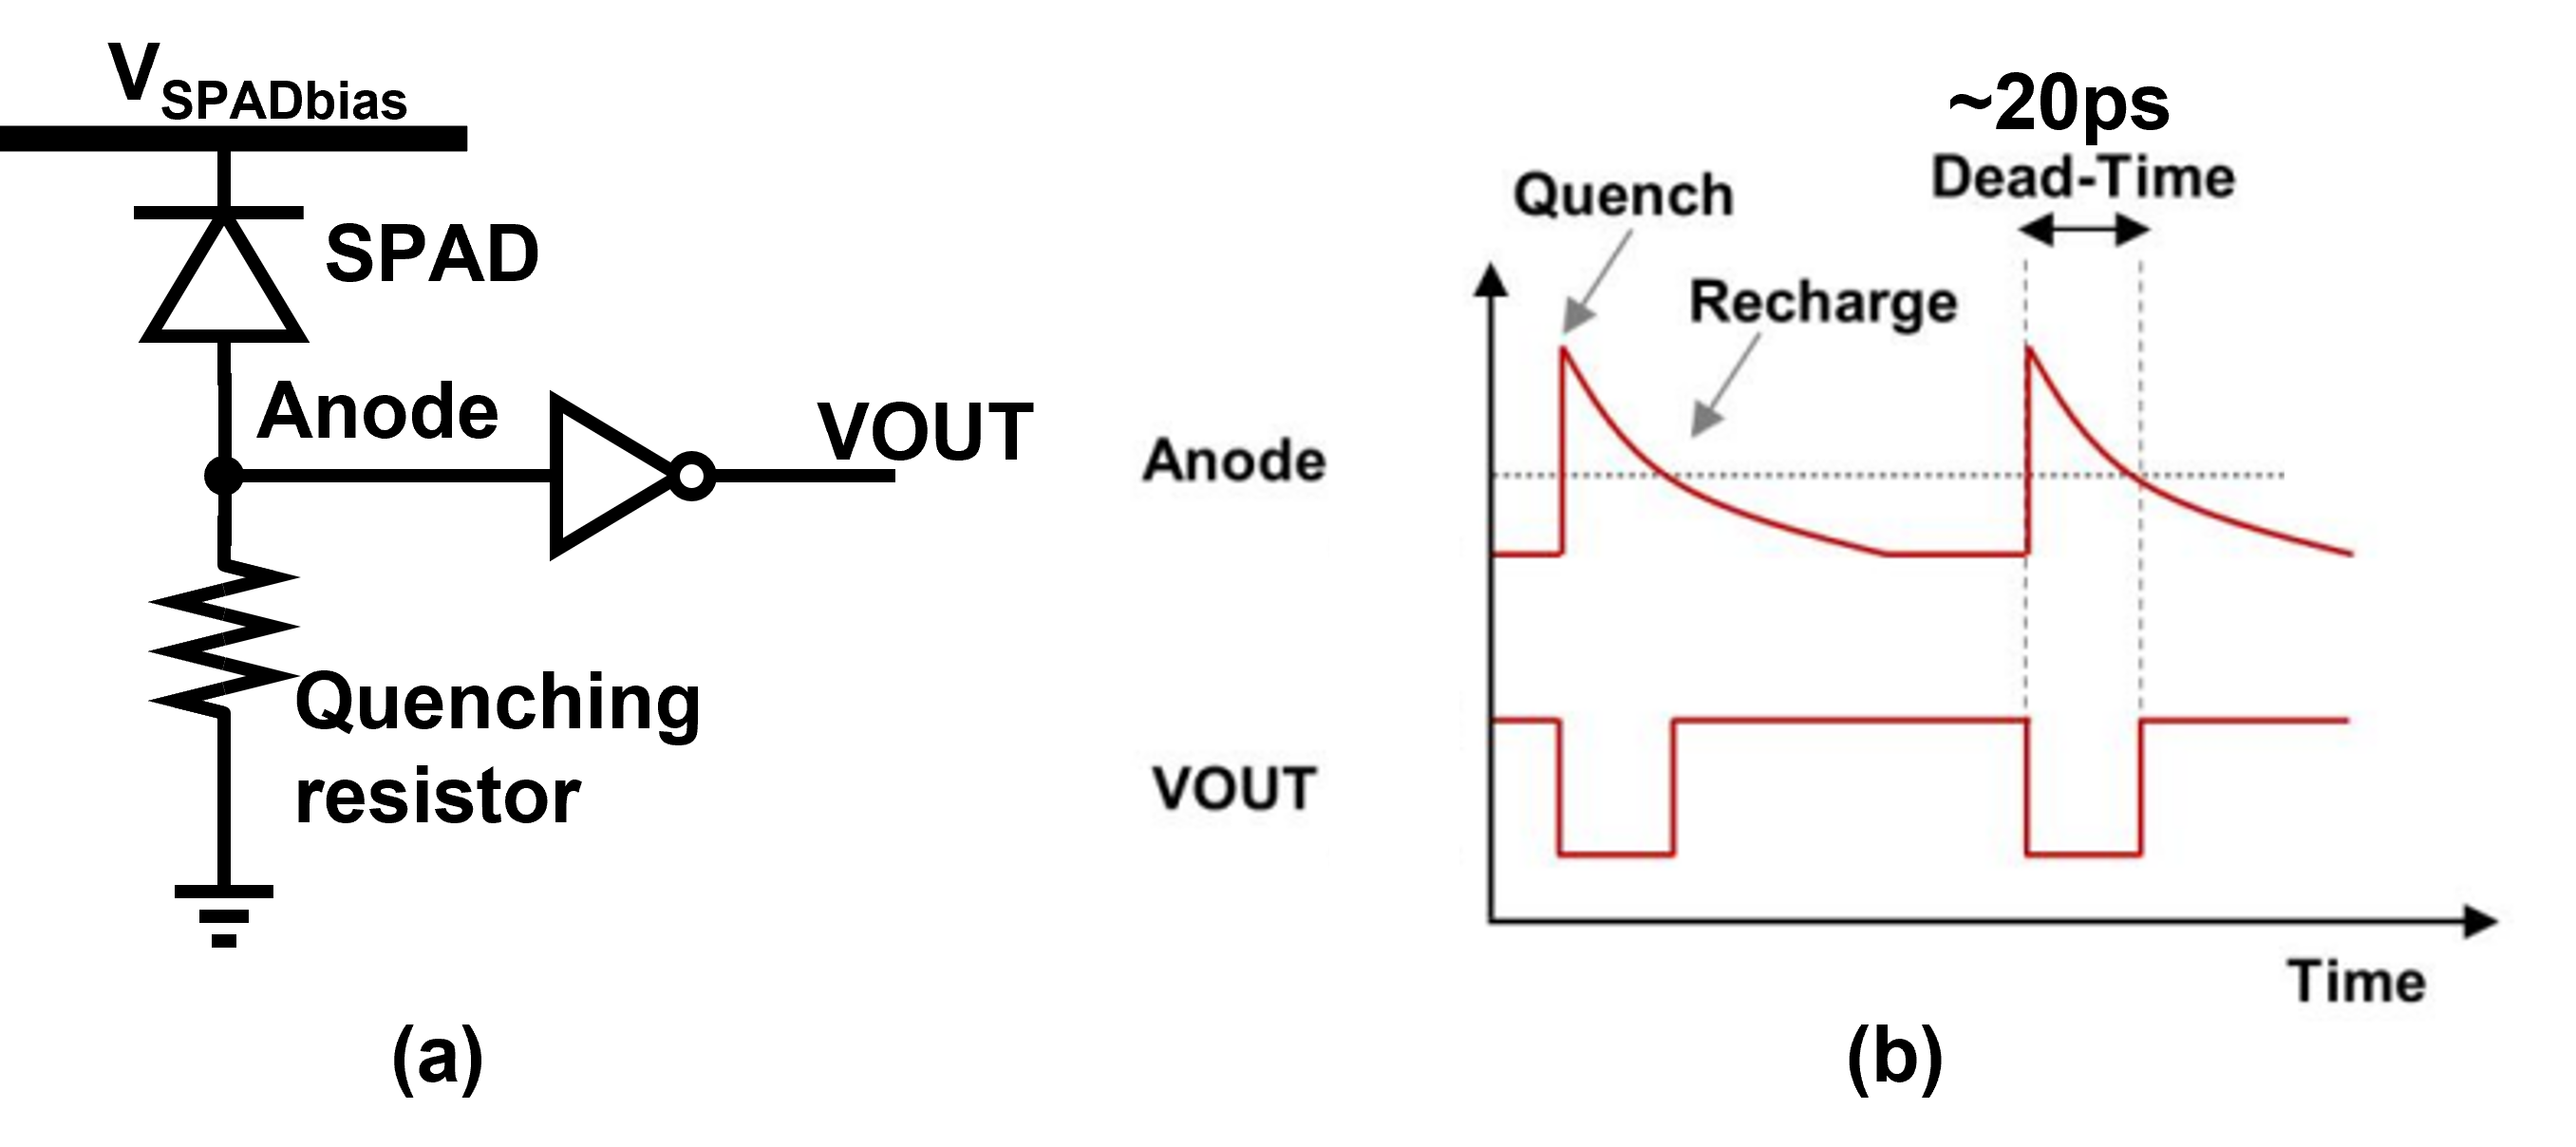 VSPADbias
SPAD
Anode
VOUT
Quenching
resistor
(a)
~20ps
Dead-Time
Quench
Recharge
Anode
VOUT
Time
(b)